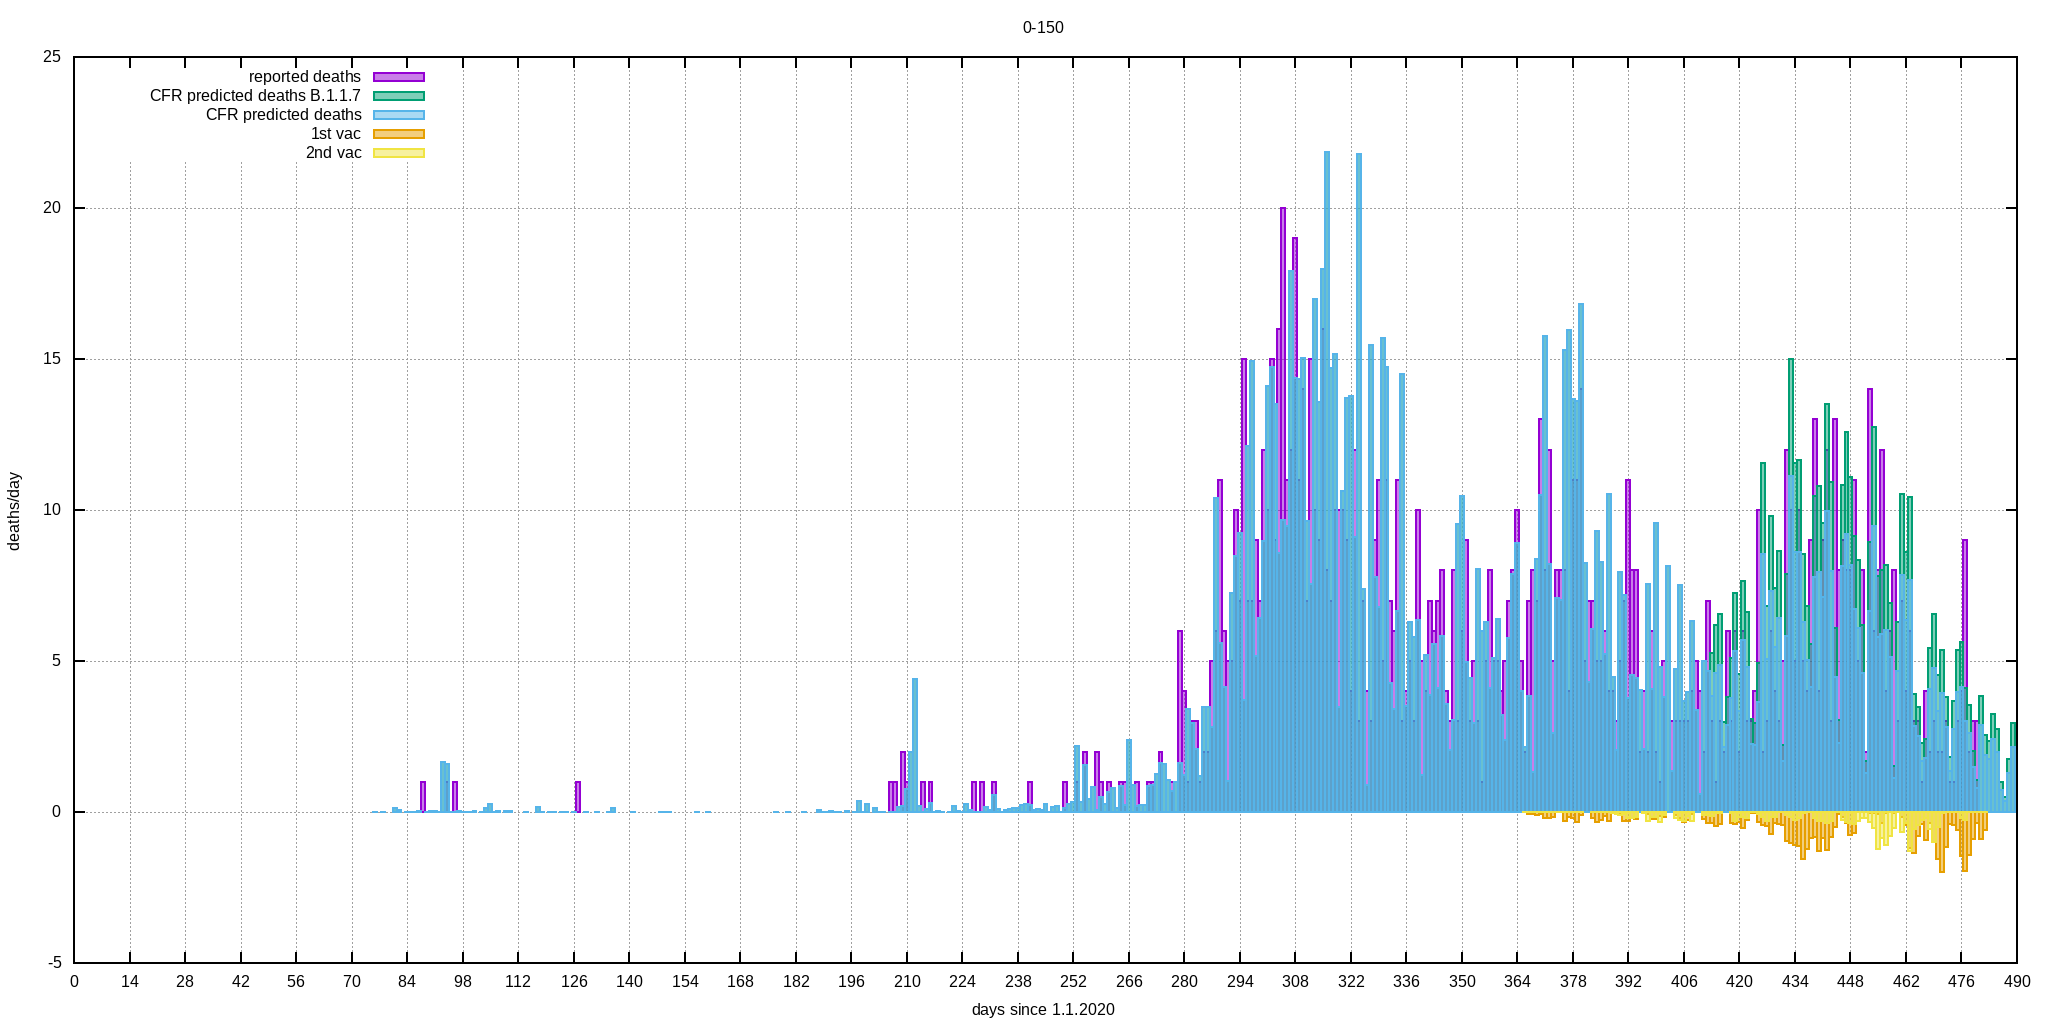 0-150
25
20
15
10
5
0
-5
deaths/day
reported deaths
CFR predicted deaths B.1.1.7
CFR predicted deaths
1st vac
2nd vac
0 14 28 42 56 70 84 98 112 126 140 154 168 182 196 210 224 238 252 266 280 294 308 322 336 350 364 378 392 406 420 434 448 462 476 490
days since 1.1.2020